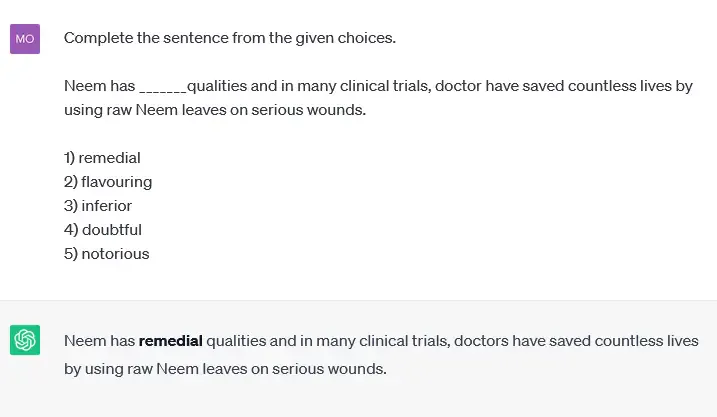 MO
Complete the sentence from the given choices.
Neem has _______qualities and in many clinical trials, doctor have saved countless lives by
using raw Neem leaves on serious wounds.
1) remedial
2) flavouring
3) inferior
4) doubtful
5) notorious
Neem has remedial qualities and in many clinical trials, doctors have saved countless lives
by using raw Neem leaves on serious wounds.